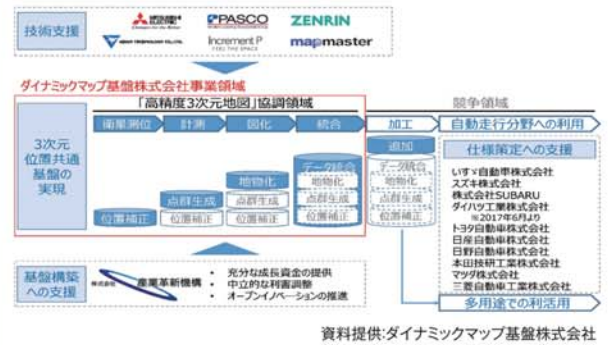 技術支援
MITSUBISHI ELECTRIC
Changes for the Better
PASCO
ZENRIN
AISAN TECHNOLOGY CO.,LTD.
Increment P
FEEL THE SPACE
mapmaster
ダイナミックマップ基盤株式会社事業領域
「高精度3次元地図」協調領域
競争領域
衛星測位
計測
図化
統合
加工
自動走行分野への利用
3次元
位置共通
基盤の
実現
位置補正
点群生成
位置補正
地物化
点群生成
位置補正
データ統合
地物化
点群生成
位置補正
追加
データ統合
地物化
点群生成
位置補正
仕様策定への支援
いすゞ自動車株式会社
スズキ株式会社
株式会社SUBARU
ダイハツ工業株式会社
※2017年6月より
トヨタ自動車株式会社
日産自動車株式会社
日野自動車株式会社
本田技研工業株式会社
マツダ株式会社
三菱自動車工業株式会社
多用途での利活用
基盤構築
への支援
株式会社 産業革新機構
• 充分な成長資金の提供
• 中立的な利害調整
• オープンイノベーションの推進
資料提供:ダイナミックマップ基盤株式会社